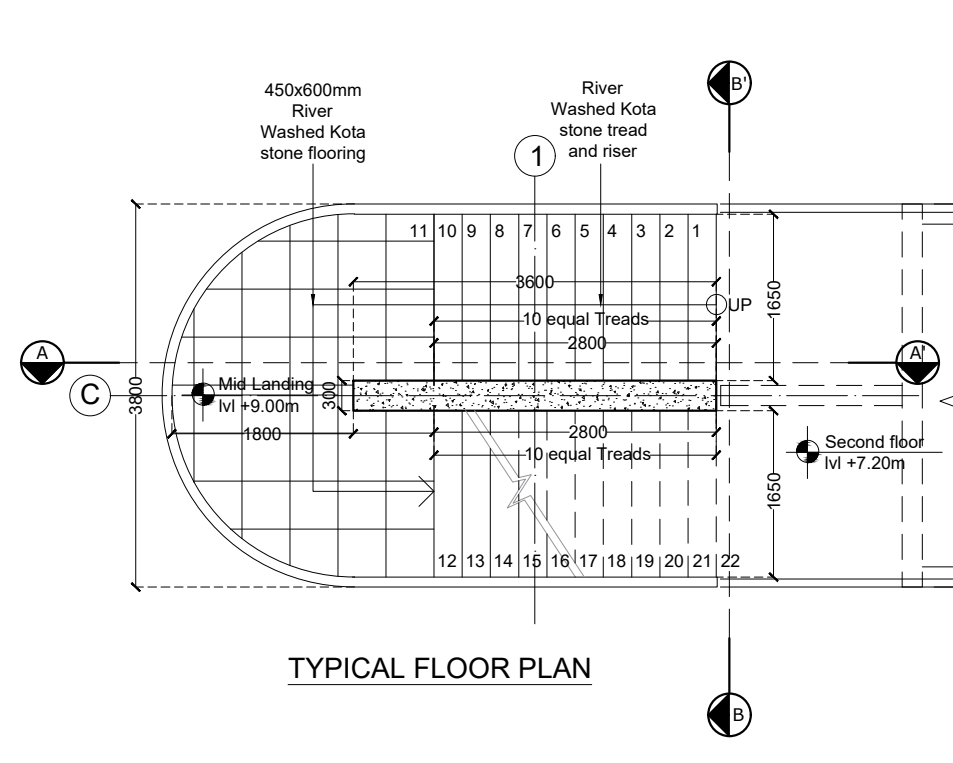 450x600mm
River
Washed Kota
stone flooring
River
Washed Kota
stone tread
and riser
B'
1
11 10 9 8 7 6 5 4 3 2 1
3600
1650
UP
10 equal Treads
2800
A
A'
C
3800
Mid Landing
lvl +9.00m
300
1800
2800
10 equal Treads
Second floor
lvl +7.20m
1650
12 13 14 15 16 17 18 19 20 21 22
TYPICAL FLOOR PLAN
B